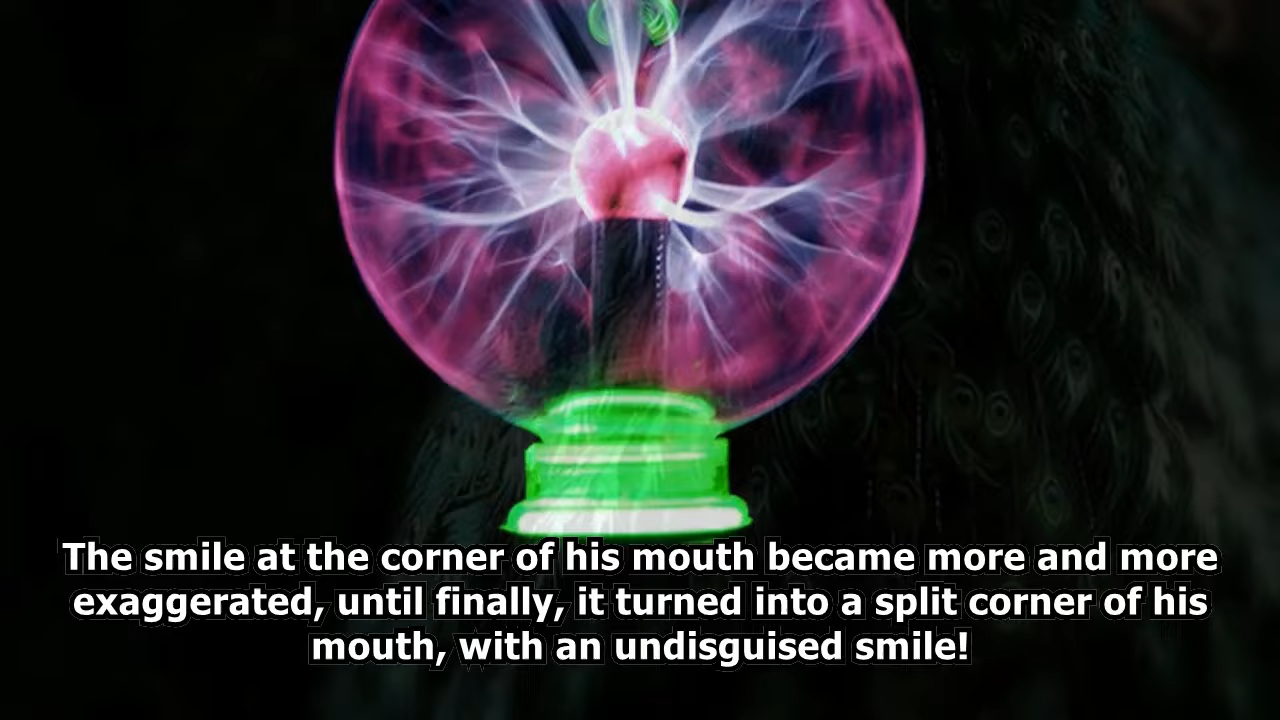 The smile at the corner of his mouth became more and more
exaggerated, until finally, it turned into a split corner of his
mouth, with an undisguised smile!